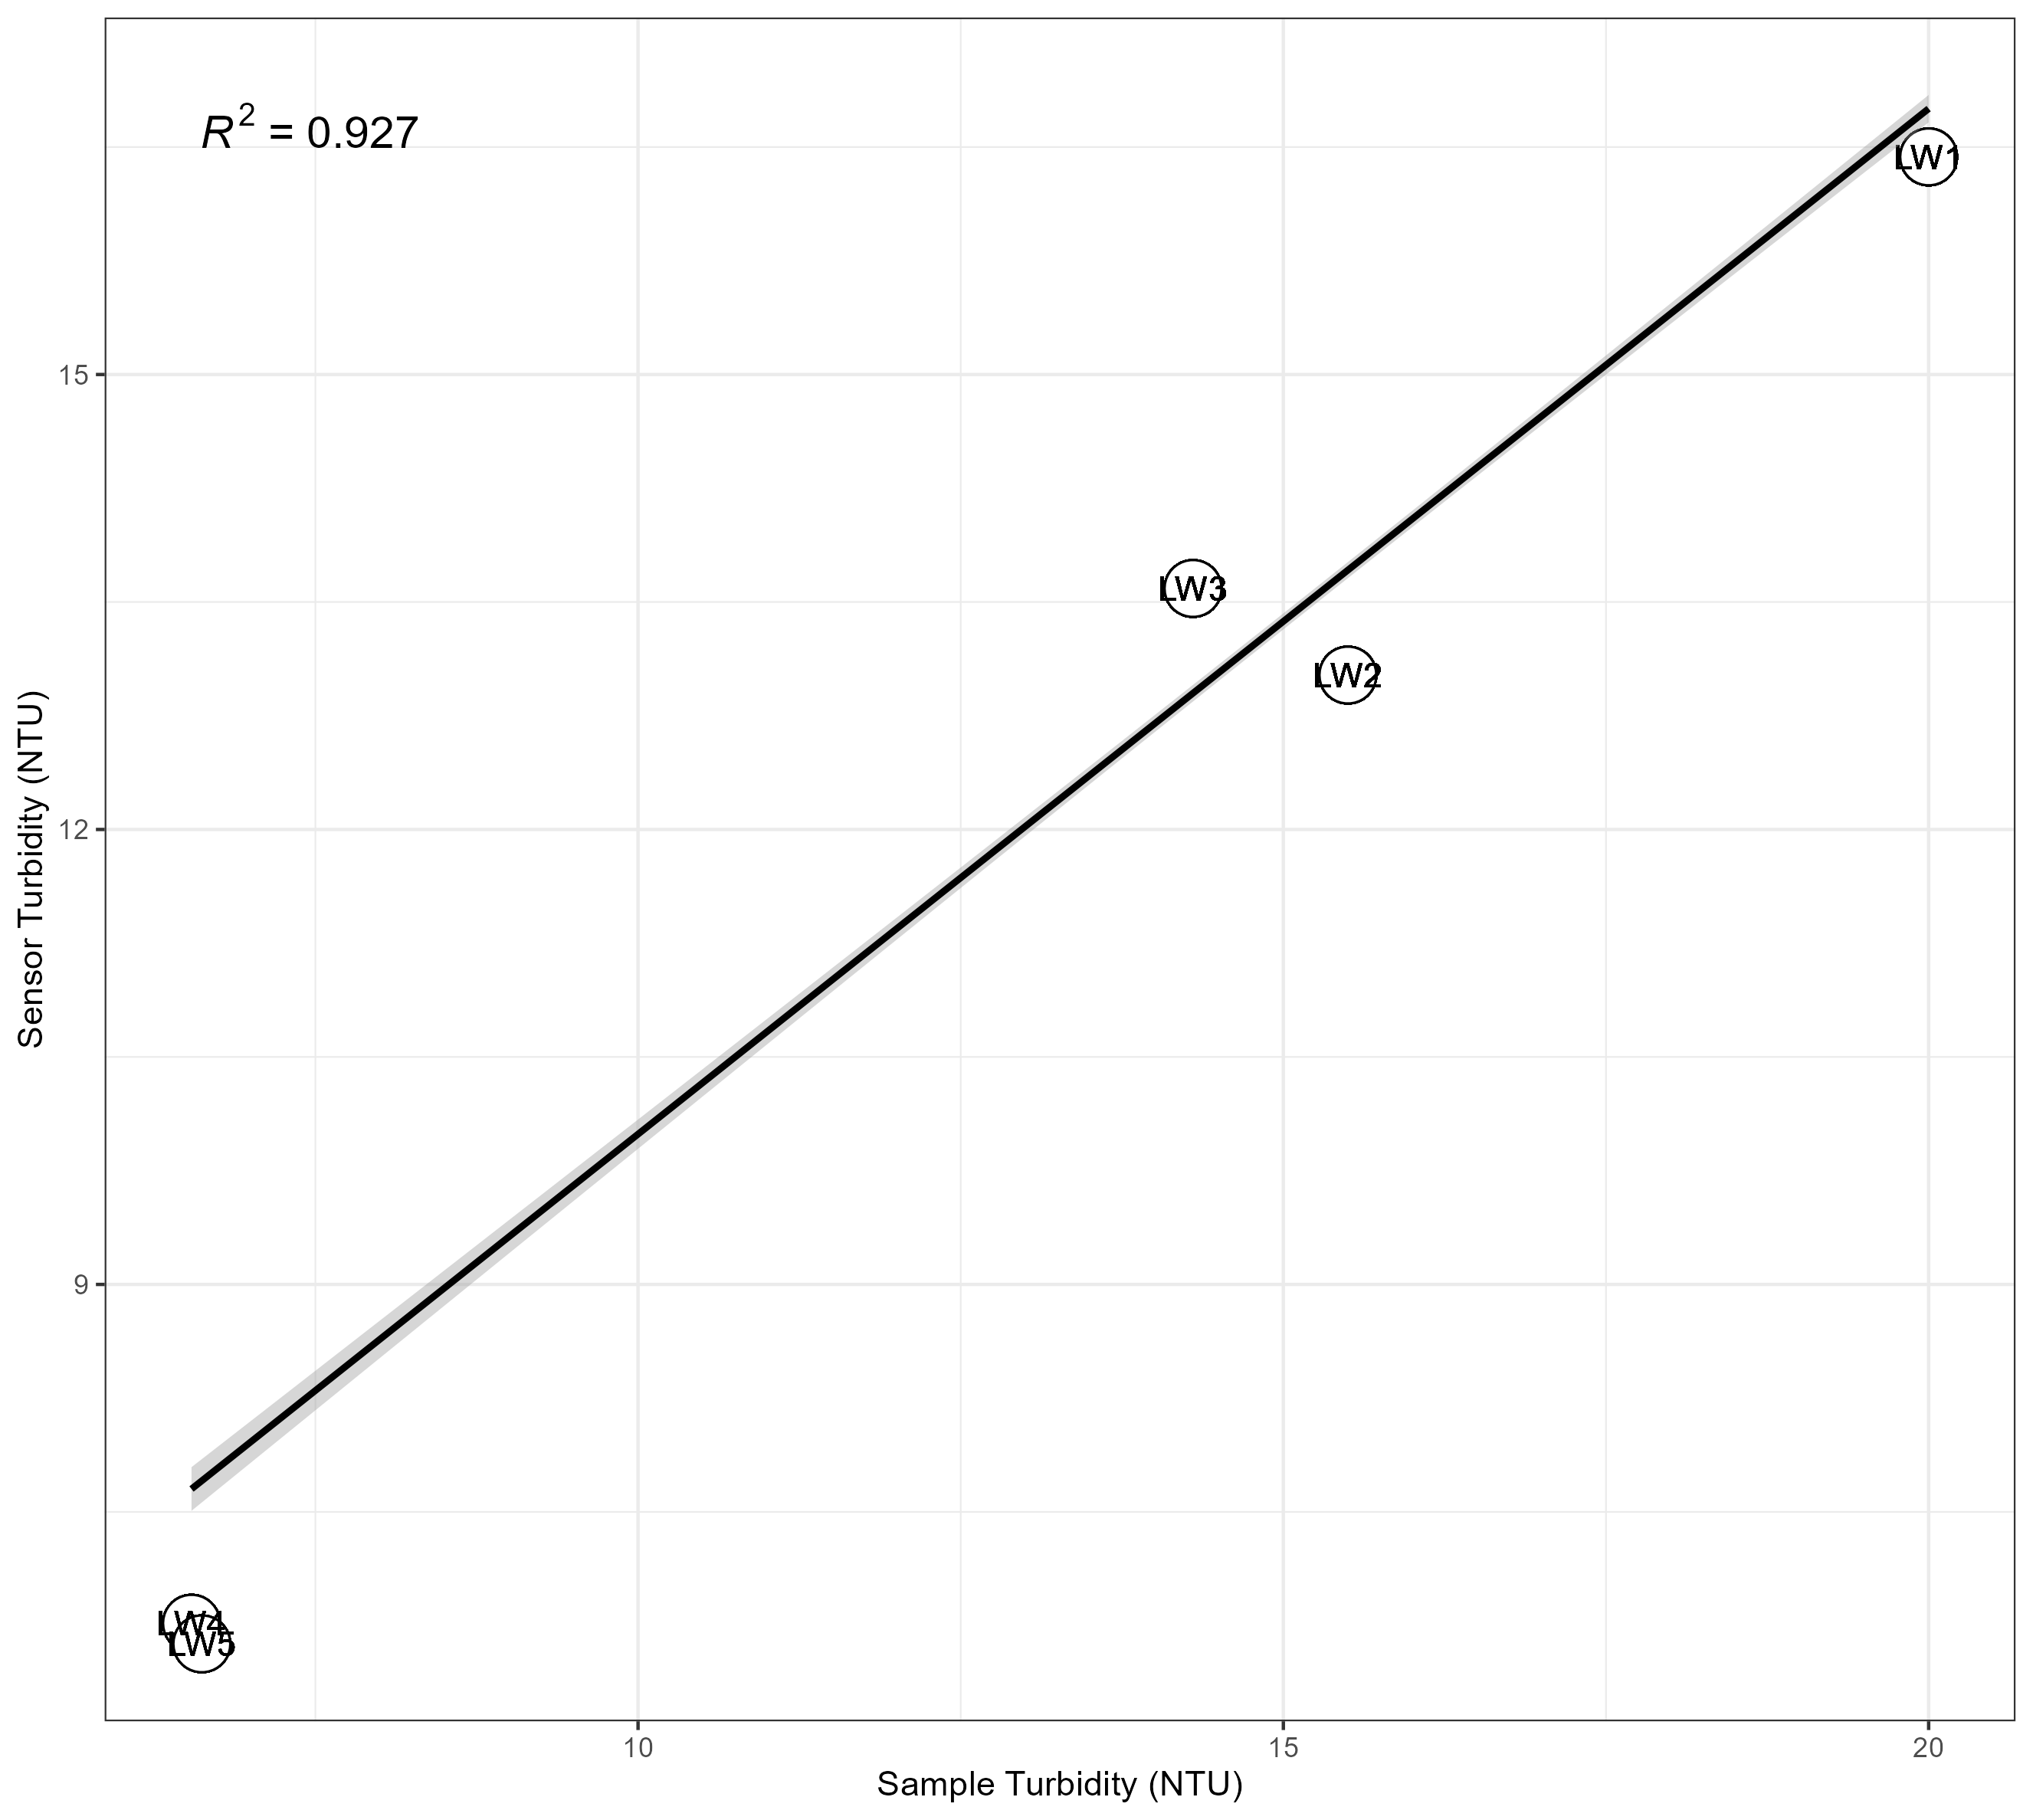 R² = 0.927
LW1
15
LW3
LW2
Sensor Turbidity (NTU)
12
9
LW4
LW5
10 15 20
Sample Turbidity (NTU)